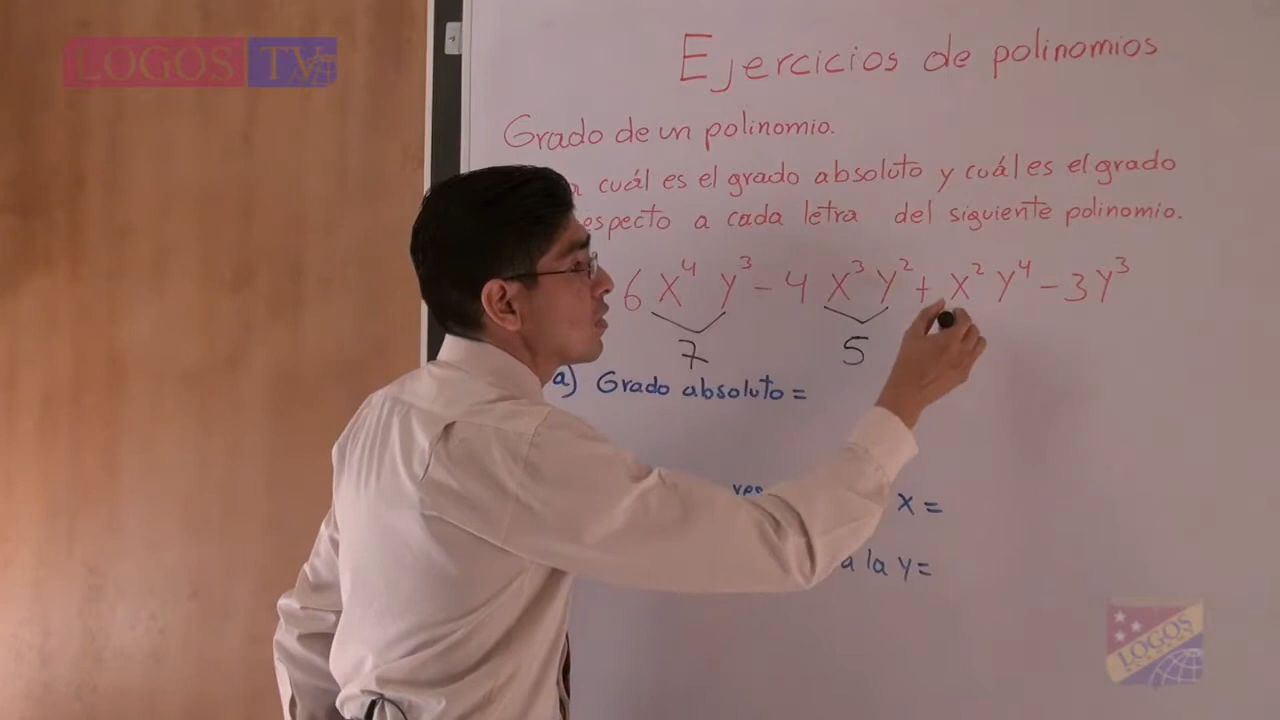 LOGOS TV
Ejercicios de polinomios
Grado de un polinomio.
cuál es el grado absoluto y cuál es el grado
especto a cada letra del siguiente polinomio.
6x⁴y³-4x³y²+x²y⁴-3y³
7 5
a) Grado absoluto=
x=
a la y=
LOGOS